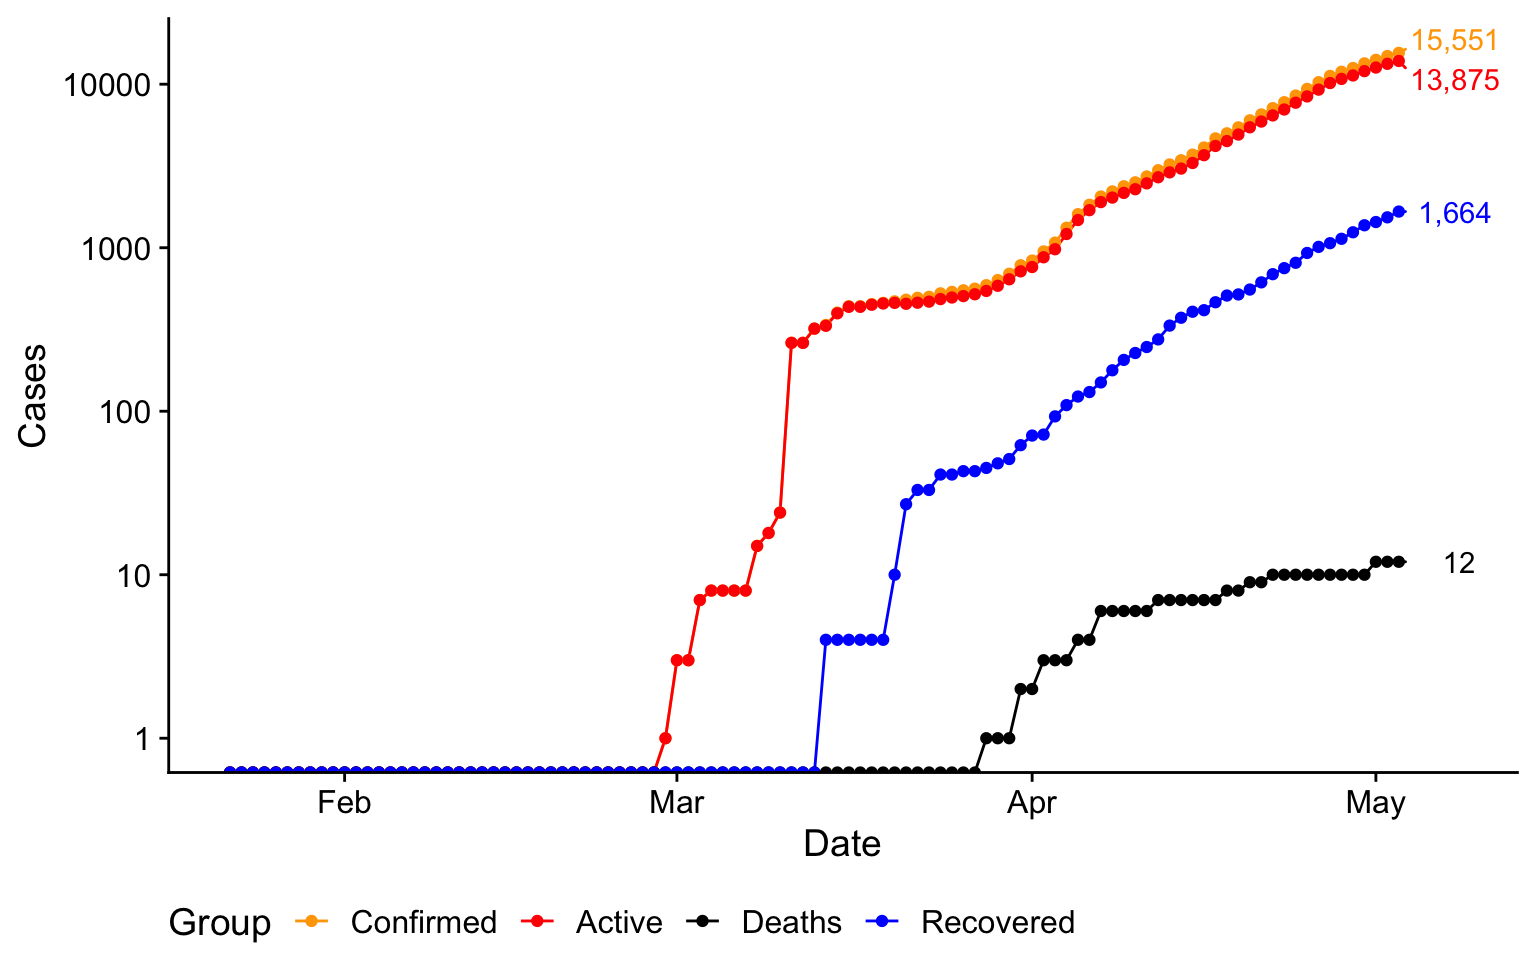 15,551
10000
13,875
1,664
1000
Cases
100
10
12
1
Feb Mar Apr May
Date
Group Confirmed Active Deaths Recovered